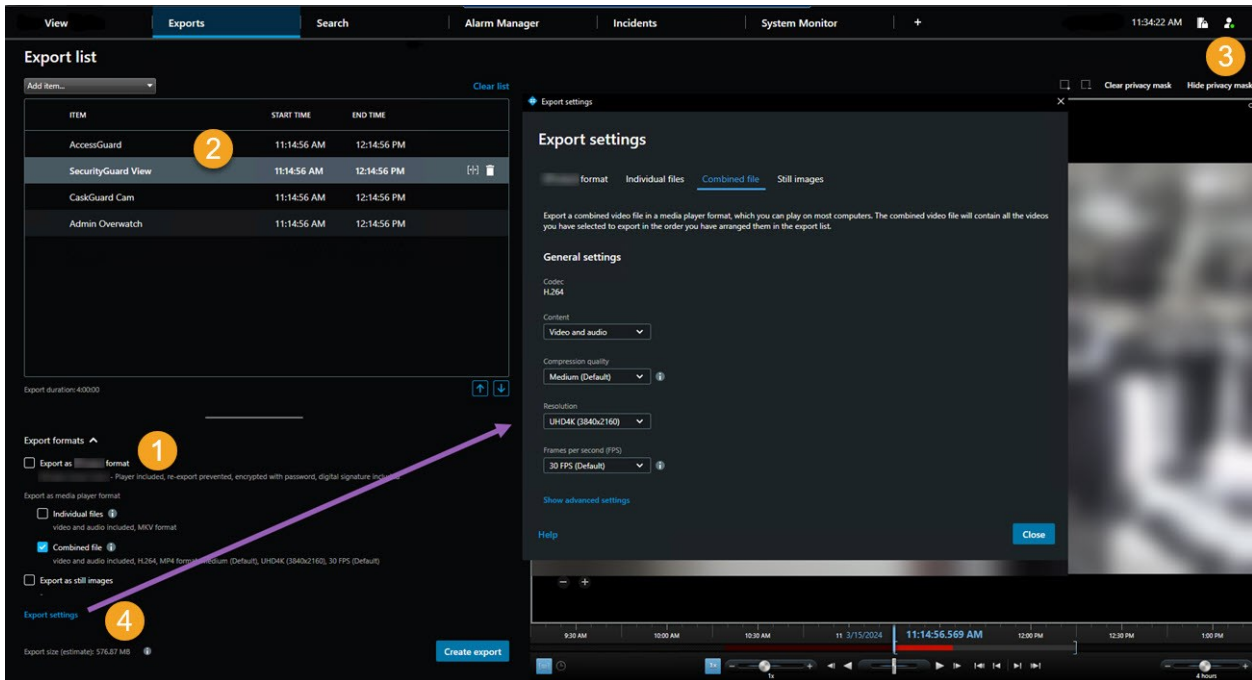 View Exports Search Alarm Manager Incidents System Monitor + 11:34:22 AM
3
Export list
Add item... Clear list
Clear privacy mask Hide privacy mask
ITEM START TIME END TIME
AccessGuard 11:14:56 AM 12:14:56 PM
2
SecurityGuard View 11:14:56 AM 12:14:56 PM
CaskGuard Cam 11:14:56 AM 12:14:56 PM
Admin Overwatch 11:14:56 AM 12:14:56 PM
Export duration: 4:00:00
Export formats
1
Export as format
- Player included, re-export prevented, encrypted with password, digital signature
Export as media player format
Individual files
video and audio included, MKV format
Combined file
video and audio included, H.264, MP4 format, Medium (Default), UHD4K (3840x2160), 30 FPS (Default)
Export as still images
-
Export settings
4
Export size (estimate): 576.87 MB
Create export
Export settings
Export settings
format Individual files Combined file Still images
Export a combined video file in a media player format, which you can play on most computers. The combined video file will contain all the videos
you have selected to export in the order you have arranged them in the export list.
General settings
Codec
H.264
Content
Video and audio
Compression quality
Medium (Default)
Resolution
UHD4K (3840x2160)
Frames per second (FPS)
30 FPS (Default)
Show advanced settings
Help Close
9:30 AM 10:00 AM 10:30 AM 11 3/15/2024 11:14:56.569 AM 12:00 PM 12:30 PM 1:00 PM
1x
4 hours